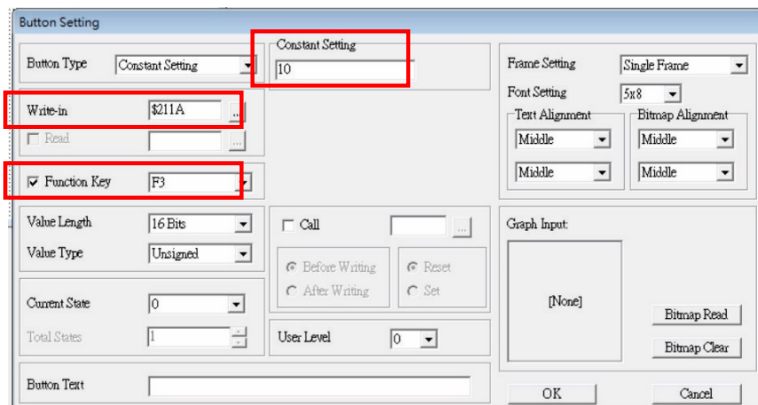 Button Setting
Button Type Constant Setting
Constant Setting
10
Write-in $211A ...
Read ...
Function Key F3
Value Length 16 Bits
Value Type Unsigned
Current State 0
Total States 1
Call ...
Before Writing Reset
After Writing Set
User Level 0
Button Text
Frame Setting Single Frame
Font Setting 5x8
Text Alignment Bitmap Alignment
Middle Middle
Middle Middle
Graph Input:
[None]
Bitmap Read
Bitmap Clear
OK Cancel